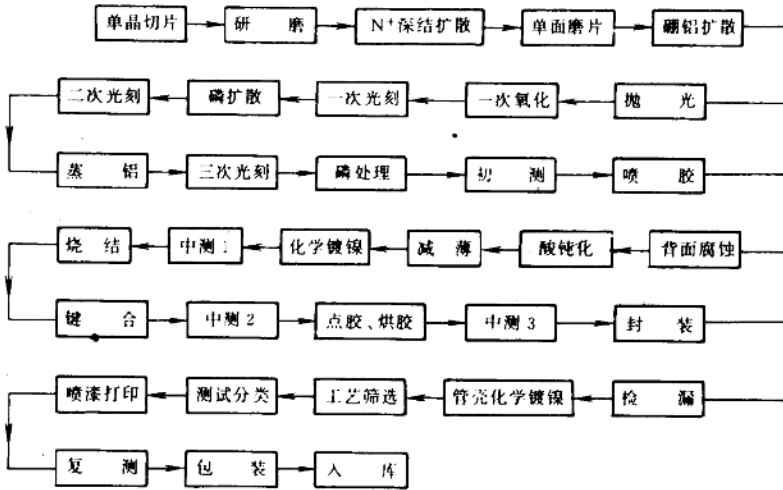 单晶切片 研磨 N⁺深结扩散 单面磨片 硼铝扩散
二次光刻 磷扩散 一次光刻 一次氧化 抛光
蒸铝 三次光刻 磷处理 初测 喷胶
烧结 中测1 化学镀镍 减薄 酸钝化 背面腐蚀
键合 中测2 点胶、烘胶 中测3 封装
喷漆打印 测试分类 工艺筛选 管壳化学镀镍 检漏
复测 包装 入库